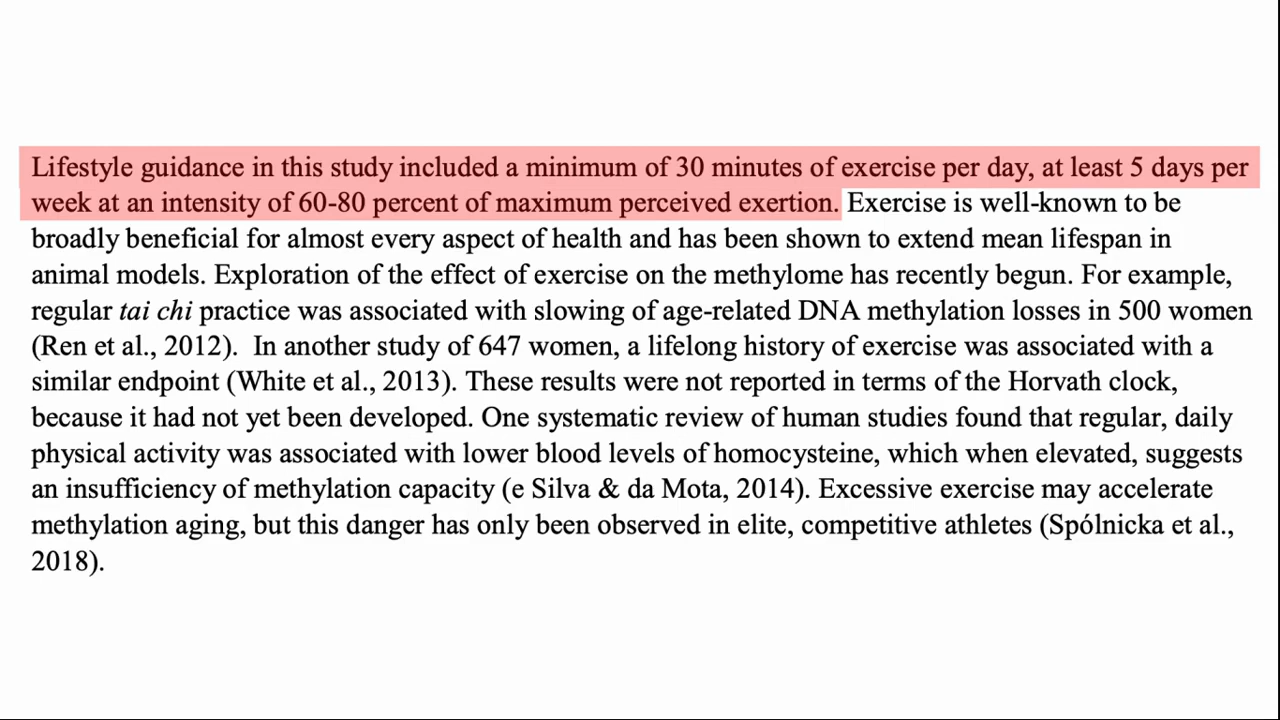 Lifestyle guidance in this study included a minimum of 30 minutes of exercise per day, at least 5 days per
week at an intensity of 60-80 percent of maximum perceived exertion. Exercise is well-known to be
broadly beneficial for almost every aspect of health and has been shown to extend mean lifespan in
animal models. Exploration of the effect of exercise on the methylome has recently begun. For example,
regular tai chi practice was associated with slowing of age-related DNA methylation losses in 500 women
(Ren et al., 2012).  In another study of 647 women, a lifelong history of exercise was associated with a
similar endpoint (White et al., 2013). These results were not reported in terms of the Horvath clock,
because it had not yet been developed. One systematic review of human studies found that regular, daily
physical activity was associated with lower blood levels of homocysteine, which when elevated, suggests
an insufficiency of methylation capacity (e Silva & da Mota, 2014). Excessive exercise may accelerate
methylation aging, but this danger has only been observed in elite, competitive athletes (Spólnicka et al.,
2018).